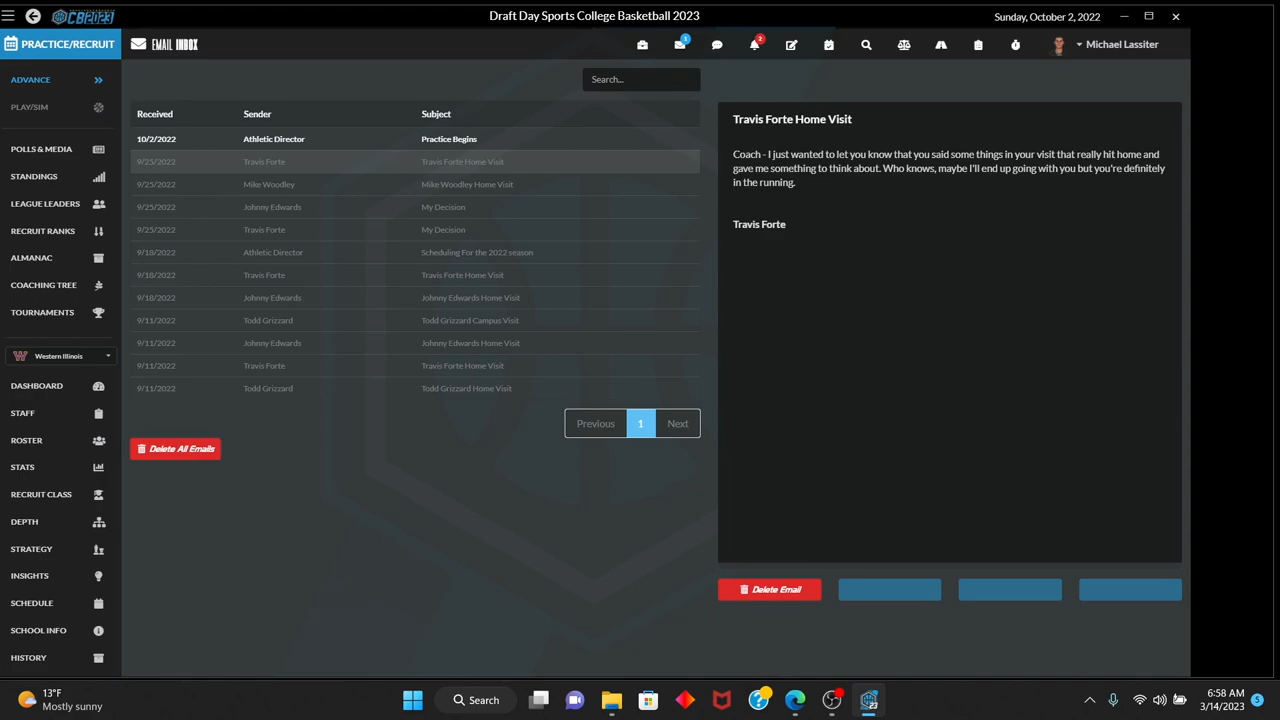 CB2023
Draft Day Sports College Basketball 2023
Sunday, October 2, 2022
PRACTICE/RECRUIT
EMAIL INBOX
1
2
Michael Lassiter
ADVANCE
PLAY/SIM
POLLS & MEDIA
STANDINGS
LEAGUE LEADERS
RECRUIT RANKS
ALMANAC
COACHING TREE
TOURNAMENTS
Western Illinois
DASHBOARD
STAFF
ROSTER
STATS
RECRUIT CLASS
DEPTH
STRATEGY
INSIGHTS
SCHEDULE
SCHOOL INFO
HISTORY
Search...
Received Sender Subject
10/2/2022 Athletic Director Practice Begins
9/25/2022 Travis Forte Travis Forte Home Visit
9/25/2022 Mike Woodley Mike Woodley Home Visit
9/25/2022 Johnny Edwards My Decision
9/25/2022 Travis Forte My Decision
9/18/2022 Athletic Director Scheduling For the 2022 season
9/18/2022 Travis Forte Travis Forte Home Visit
9/18/2022 Johnny Edwards Johnny Edwards Home Visit
9/11/2022 Todd Grizzard Todd Grizzard Campus Visit
9/11/2022 Johnny Edwards Johnny Edwards Home Visit
9/11/2022 Travis Forte Travis Forte Home Visit
9/11/2022 Todd Grizzard Todd Grizzard Home Visit
Previous 1 Next
Delete All Emails
Travis Forte Home Visit
Coach - I just wanted to let you know that you said some things in your visit that really hit home and
gave me something to think about. Who knows, maybe I'll end up going with you but you're definitely
in the running.
Travis Forte
Delete Email
13°F
Mostly sunny
Search
23
6:58 AM
3/14/2023
5